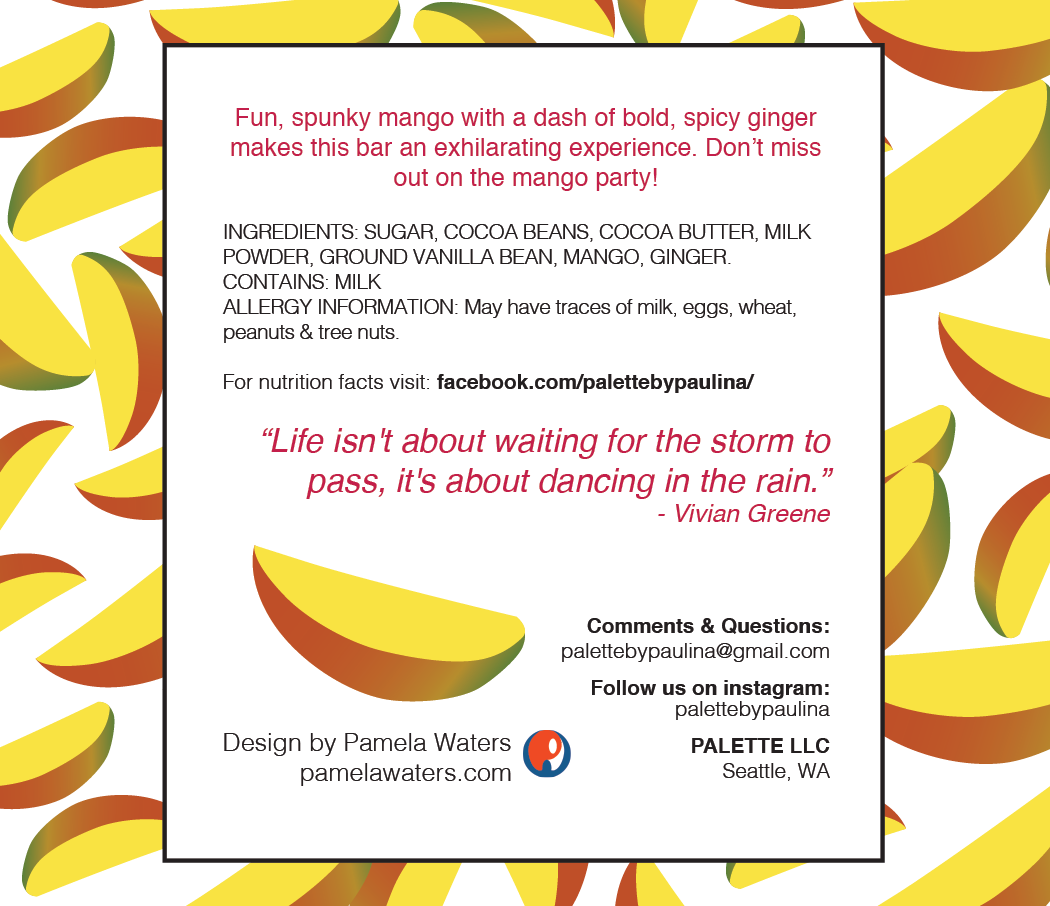 Fun, spunky mango with a dash of bold, spicy ginger
makes this bar an exhilarating experience. Don’t miss
out on the mango party!
INGREDIENTS: SUGAR, COCOA BEANS, COCOA BUTTER, MILK
POWDER, GROUND VANILLA BEAN, MANGO, GINGER.
CONTAINS: MILK
ALLERGY INFORMATION: May have traces of milk, eggs, wheat,
peanuts & tree nuts.
For nutrition facts visit: facebook.com/palettebypaulina/
“Life isn't about waiting for the storm to
pass, it's about dancing in the rain.”
- Vivian Greene
Comments & Questions:
palettebypaulina@gmail.com
Follow us on instagram:
palettebypaulina
Design by Pamela Waters
pamelawaters.com
PALETTE LLC
Seattle, WA